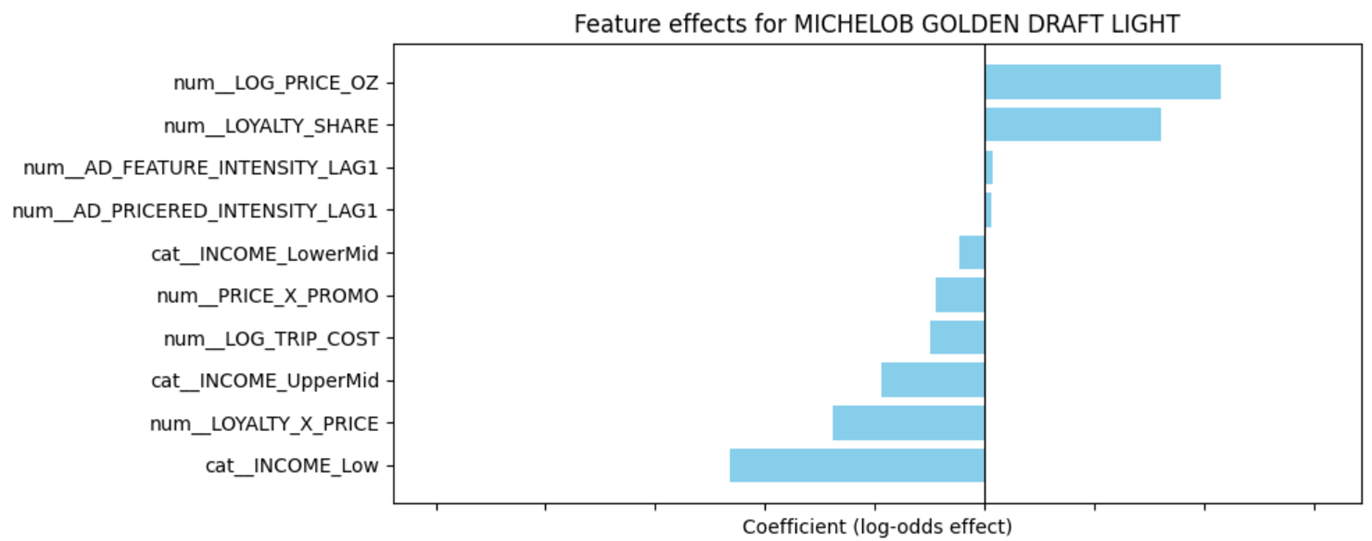 Feature effects for MICHELOB GOLDEN DRAFT LIGHT
num__LOG_PRICE_OZ
num__LOYALTY_SHARE
num__AD_FEATURE_INTENSITY_LAG1
num__AD_PRICERED_INTENSITY_LAG1
cat__INCOME_LowerMid
num__PRICE_X_PROMO
num__LOG_TRIP_COST
cat__INCOME_UpperMid
num__LOYALTY_X_PRICE
cat__INCOME_Low
Coefficient (log-odds effect)